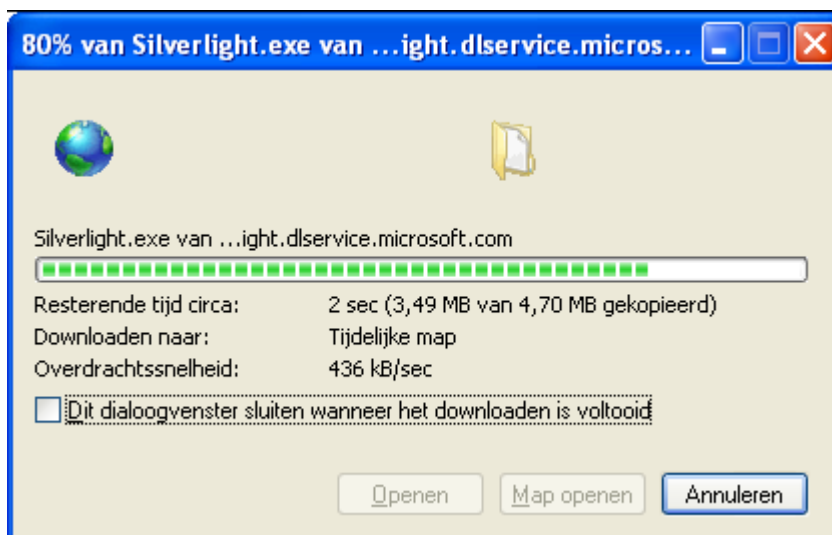 80% van Silverlight.exe van ...ight.dlservice.micros...
Silverlight.exe van ...ight.dlservice.microsoft.com
Resterende tijd circa: 2 sec (3,49 MB van 4,70 MB gekopieerd)
Downloaden naar: Tijdelijke map
Overdrachtssnelheid: 436 kB/sec
Dit dialoogvenster sluiten wanneer het downloaden is voltooid
Openen Map openen Annuleren